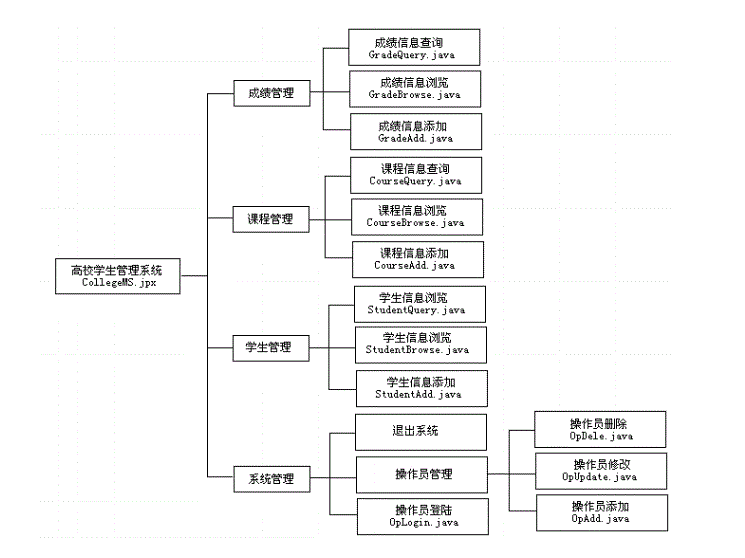 成绩信息查询
GradeQuery.java
成绩信息浏览
GradeBrowse.java
成绩管理
成绩信息添加
GradeAdd.java
课程信息查询
CourseQuery.java
课程信息浏览
CourseBrowse.java
课程管理
课程信息添加
CourseAdd.java
高校学生管理系统
CollegeMS.jpx
学生信息浏览
StudentQuery.java
学生信息浏览
StudentBrowse.java
学生管理
学生信息添加
StudentAdd.java
退出系统
操作员删除
OpDele.java
操作员管理
操作员修改
OpUpdate.java
系统管理
操作员登陆
OpLogin.java
操作员添加
OpAdd.java